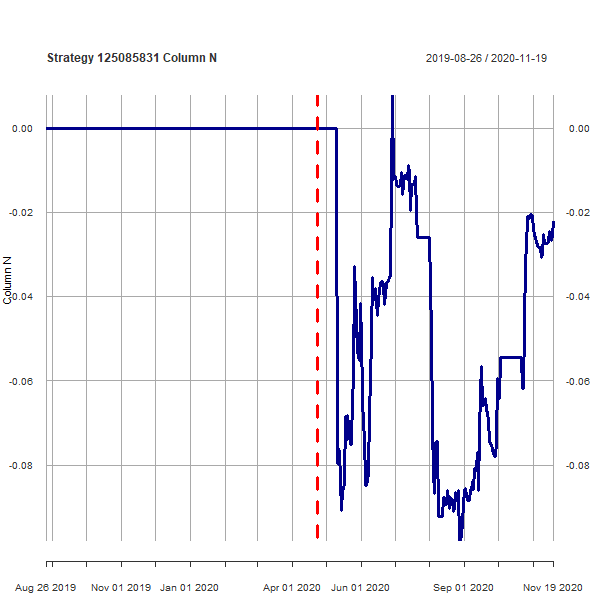 Strategy 125085831 Column N
2019-08-26 / 2020-11-19
0.00
0.00
-0.02
-0.02
Column N
-0.04
-0.04
-0.06
-0.06
-0.08
-0.08
Aug 26 2019
Nov 01 2019
Jan 01 2020
Apr 01 2020
Jun 01 2020
Sep 01 2020
Nov 19 2020